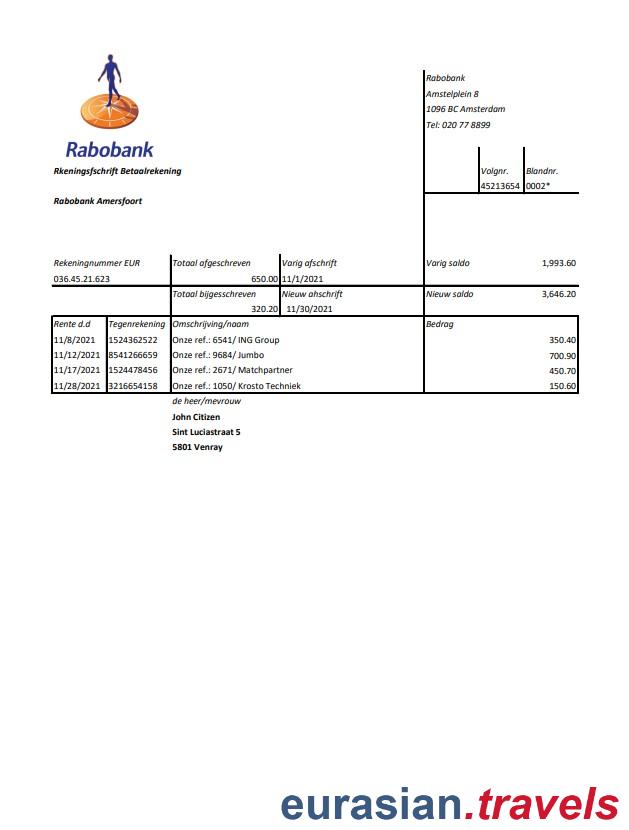 Rabobank
Rabobank
Amstelplein 8
1096 BC Amsterdam
Tel: 020 77 8899
Rkeningsfschrift Betaalrekening
Volgnr. Blandnr.
45213654 0002*
Rabobank Amersfoort
Rekeningnummer EUR Totaal afgeschreven Varig afschrift Varig saldo 1,993.60
036.45.21.623 650.00 11/1/2021
Totaal bijgesschreven Nieuw ahschrift Nieuw saldo 3,646.20
320.20 11/30/2021
Rente d.d Tegenrekening Omschrijving/naam Bedrag
11/8/2021 1524362522 Onze ref.: 6541/ ING Group 350.40
11/12/2021 8541266659 Onze ref.: 9684/ Jumbo 700.90
11/17/2021 1524478456 Onze ref.: 2671/ Matchpartner 450.70
11/28/2021 3216654158 Onze ref.: 1050/ Krosto Techniek 150.60
de heer/mevrouw
John Citizen
Sint Luciastraat 5
5801 Venray
eurasian.travels